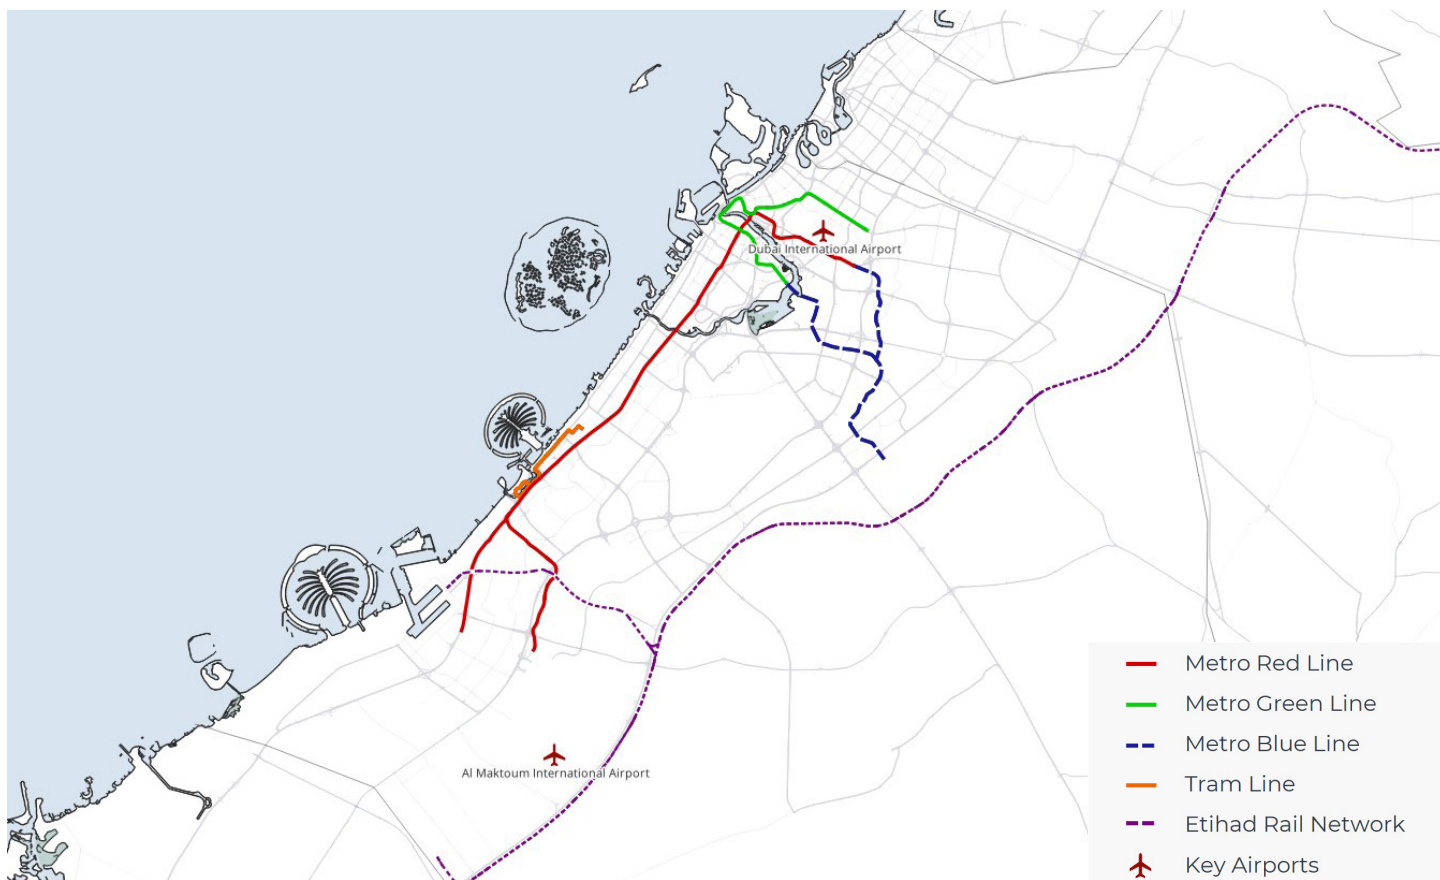 Dubai International Airport
Al Maktoum International Airport
Metro Red Line
Metro Green Line
Metro Blue Line
Tram Line
Etihad Rail Network
Key Airports